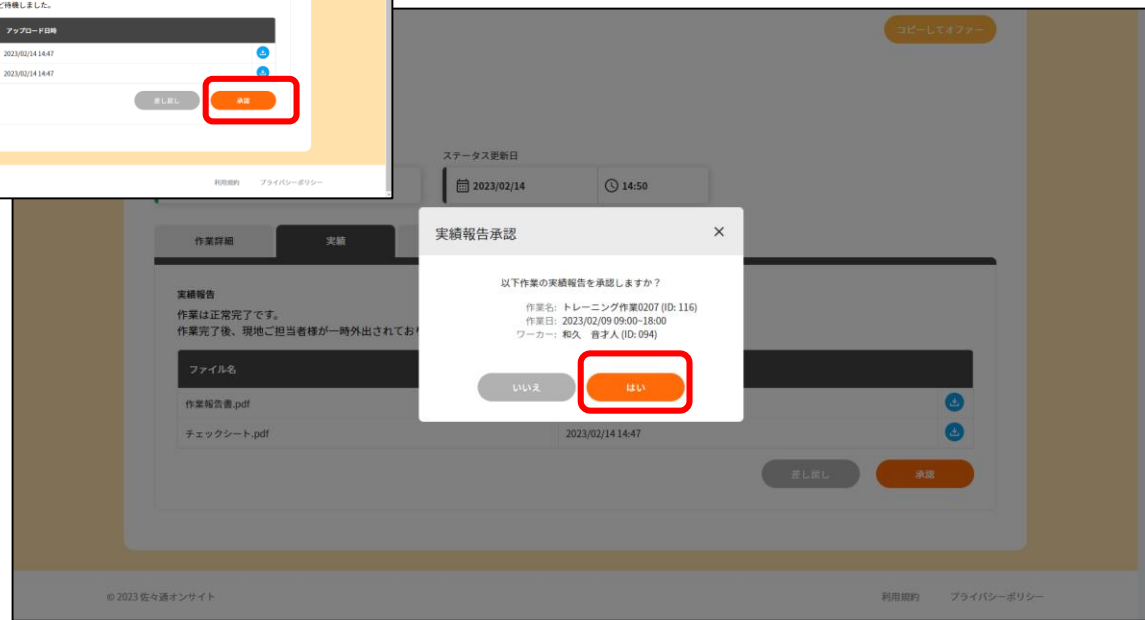 ど待機しました。
アップロード日時
2023/02/14 14:47
2023/02/14 14:47
差し戻し 承認
利用規約 プライバシーポリシー
コピーしてオファー
ステータス更新日
2023/02/14 14:50
作業詳細 実績
実績報告
作業は正常完了です。
作業完了後、現地ご担当者様が一時外出されており
ファイル名
作業報告書.pdf
チェックシート.pdf 2023/02/14 14:47
差し戻し 承認
実績報告承認 ×
以下作業の実績報告を承認しますか？
作業名: トレーニング作業0207 (ID: 116)
作業日: 2023/02/09 09:00~18:00
ワーカー: 和久 音才人 (ID: 094)
いいえ はい
© 2023 佐々通オンサイト
利用規約 プライバシーポリシー